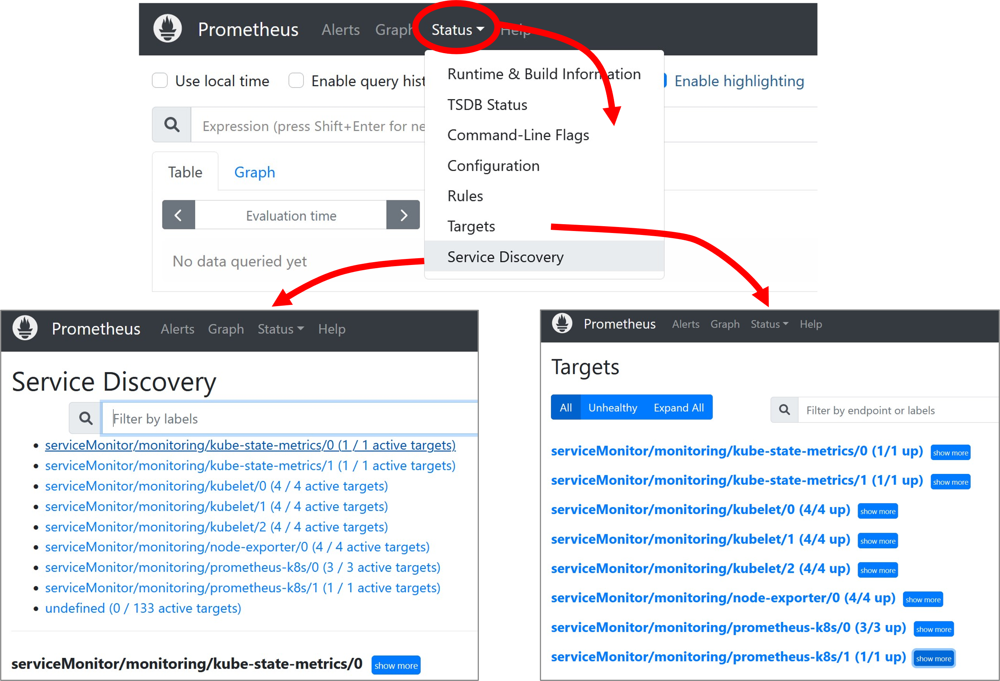 Prometheus Alerts Graph Status Help
Runtime & Build Information
Use local time Enable query hist Enable highlighting
TSDB Status
Expression (press Shift+Enter for ne
Command-Line Flags
Configuration
Table Graph
Rules
Evaluation time
Targets
Service Discovery
No data queried yet
Prometheus Alerts Graph Status Help
Service Discovery
Filter by labels
serviceMonitor/monitoring/kube-state-metrics/0 (1 / 1 active targets)
serviceMonitor/monitoring/kube-state-metrics/1 (1 / 1 active targets)
serviceMonitor/monitoring/kubelet/0 (4 / 4 active targets)
serviceMonitor/monitoring/kubelet/1 (4 / 4 active targets)
serviceMonitor/monitoring/kubelet/2 (4 / 4 active targets)
serviceMonitor/monitoring/node-exporter/0 (4 / 4 active targets)
serviceMonitor/monitoring/prometheus-k8s/0 (3 / 3 active targets)
serviceMonitor/monitoring/prometheus-k8s/1 (1 / 1 active targets)
undefined (0 / 133 active targets)
serviceMonitor/monitoring/kube-state-metrics/0 show more
Prometheus Alerts Graph Status Help
Targets
All Unhealthy Expand All Filter by endpoint or labels
serviceMonitor/monitoring/kube-state-metrics/0 (1/1 up) show more
serviceMonitor/monitoring/kube-state-metrics/1 (1/1 up) show more
serviceMonitor/monitoring/kubelet/0 (4/4 up) show more
serviceMonitor/monitoring/kubelet/1 (4/4 up) show more
serviceMonitor/monitoring/kubelet/2 (4/4 up) show more
serviceMonitor/monitoring/node-exporter/0 (4/4 up) show more
serviceMonitor/monitoring/prometheus-k8s/0 (3/3 up) show more
serviceMonitor/monitoring/prometheus-k8s/1 (1/1 up) show more